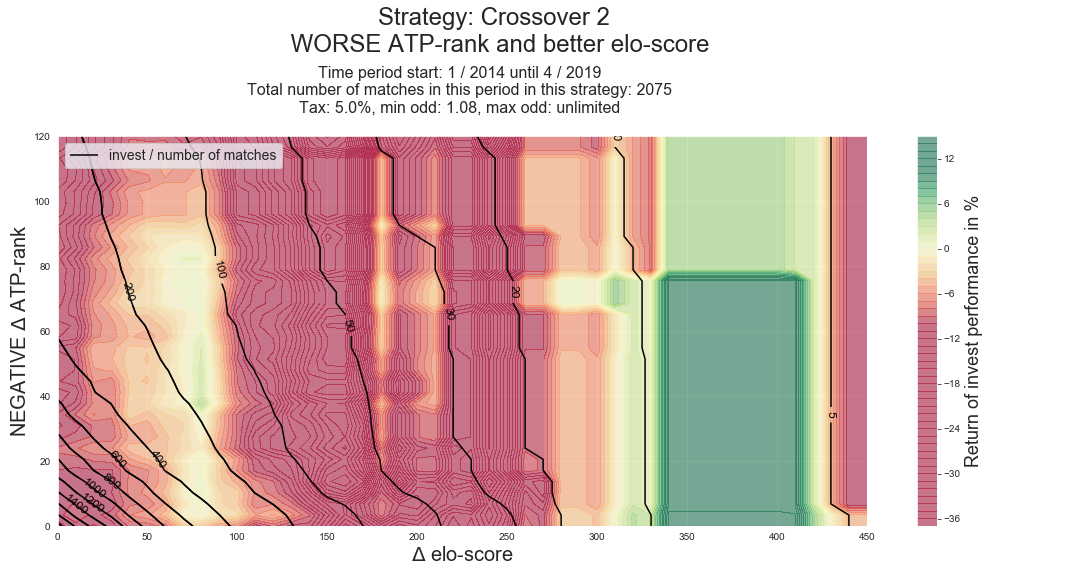 Strategy: Crossover 2
WORSE ATP-rank and better elo-score
Time period start: 1 / 2014 until 4 / 2019
Total number of matches in this period in this strategy: 2075
Tax: 5.0%, min odd: 1.08, max odd: unlimited
invest / number of matches
NEGATIVE Δ ATP-rank
120
100
80
60
40
20
0
0 50 100 150 200 250 300 350 400 450
Δ elo-score
200
100
50
30
20
5
400
600
800
1000
1200
1400
12
6
0
−6
−12
−18
−24
−30
−36
Return of invest performance in %